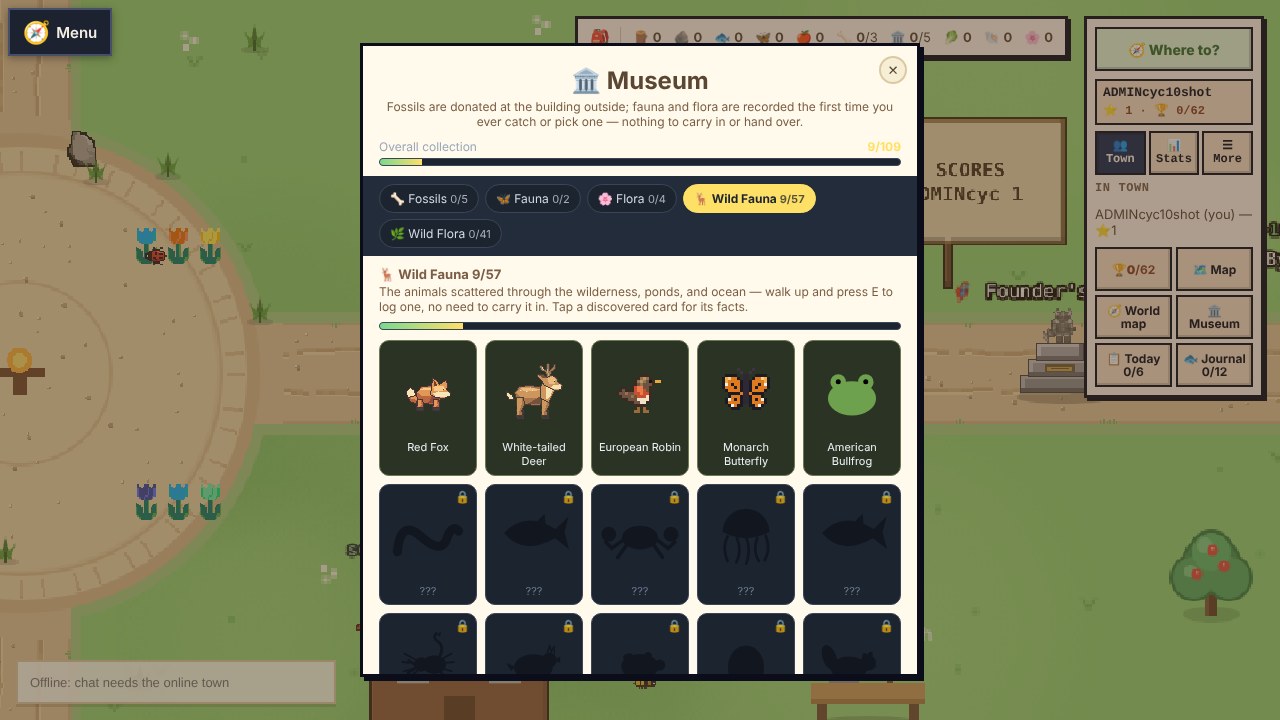 Menu
0 0 0 0 0 0/3 0/5 0 0 0
SCORES
DMINcyc 1
Founder's
Where to?
ADMINcyc10shot
1 · 0/62
Town
Stats
More
IN TOWN
ADMINcyc10shot (you) —
1
0/62
Map
World
map
Museum
Today
0/6
Journal
0/12
Museum
Fossils are donated at the building outside; fauna and flora are recorded the first time you
ever catch or pick one — nothing to carry in or hand over.
Overall collection 9/109
Fossils 0/5
Fauna 0/2
Flora 0/4
Wild Fauna 9/57
Wild Flora 0/41
Wild Fauna 9/57
The animals scattered through the wilderness, ponds, and ocean — walk up and press E to
log one, no need to carry it in. Tap a discovered card for its facts.
Red Fox
White-tailed
Deer
European Robin
Monarch
Butterfly
American
Bullfrog
???
???
???
???
???
Offline: chat needs the online town